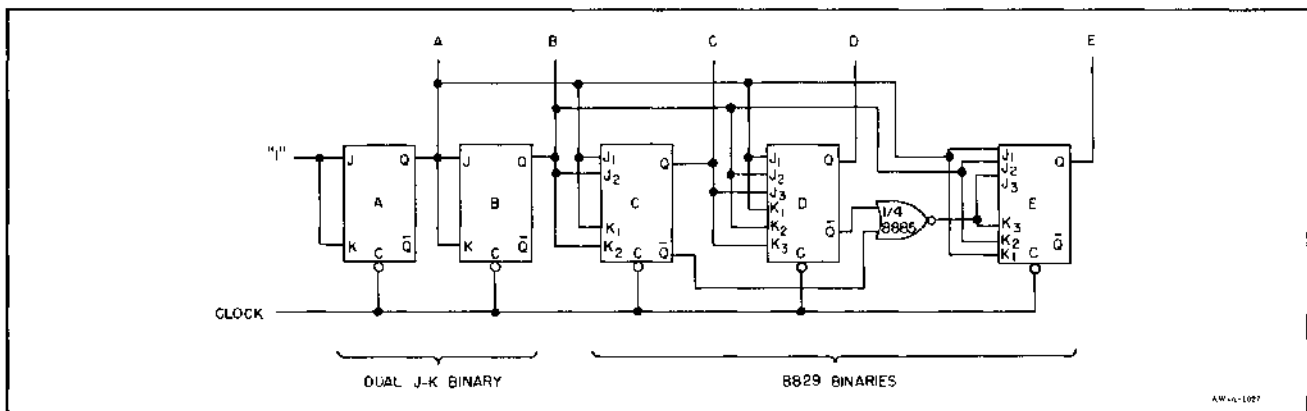 A B C D E
"1" J Q J Q J₁ Q J₁ Q J₁ Q
J₂ J₂ J₂
J₃ J₃
A B C D E
K₁ 1/4
K₁ K₂ 8885 K₃
K Q̅ K Q̅ K₂ Q̅ K₃ Q̅ K₂ Q̅
K₁
C C C C C
CLOCK
DUAL J-K BINARY 8829 BINARIES